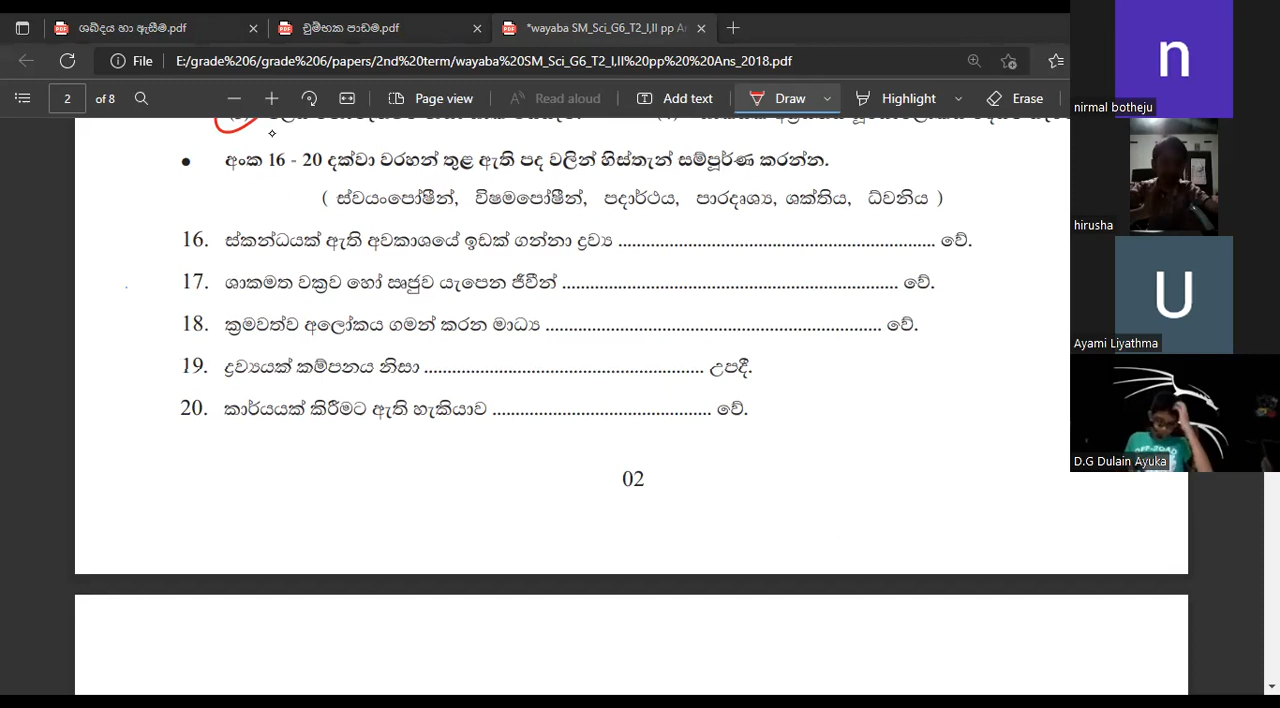 ශබ්දය හා ඇසීම.pdf
චුම්භක පාඩම.pdf
*wayaba SM_Sci_G6_T2_I,II pp
File E:/grade%206/grade%206/papers/2nd%20term/wayaba%20SM_Sci_G6_T2_I,II%20pp%20%20Ans_2018.pdf
2 of 8 Page view Read aloud Add text Draw Highlight Erase
• අංක 16 - 20 දක්වා වරහන් තුළ ඇති පද වලින් හිස්තැන් සම්පූර්ණ කරන්න.
( ස්වයංපෝෂීන්, විෂමපෝෂීන්, පදාර්ථය, පාරදෘශ්‍ය, ශක්තිය, ධ්වනිය )
16. ස්කන්ධයක් ඇති අවකාශයේ ඉඩක් ගන්නා ද්‍රව්‍ය .................................................................... වේ.
17. ශාකමත වක්‍රව හෝ සෘජුව යැපෙන ජීවීන් ........................................................................ වේ.
18. ක්‍රමවත්ව අලෝකය ගමන් කරන මාධ්‍ය ........................................................................ වේ.
19. ද්‍රව්‍යයක් කම්පනය නිසා ............................................................ උපදී.
20. කාර්යයක් කිරීමට ඇති හැකියාව ............................................... වේ.
02
n
nirmal botheju
hirusha
U
Ayami Liyathma
D.G Dulain Ayuka